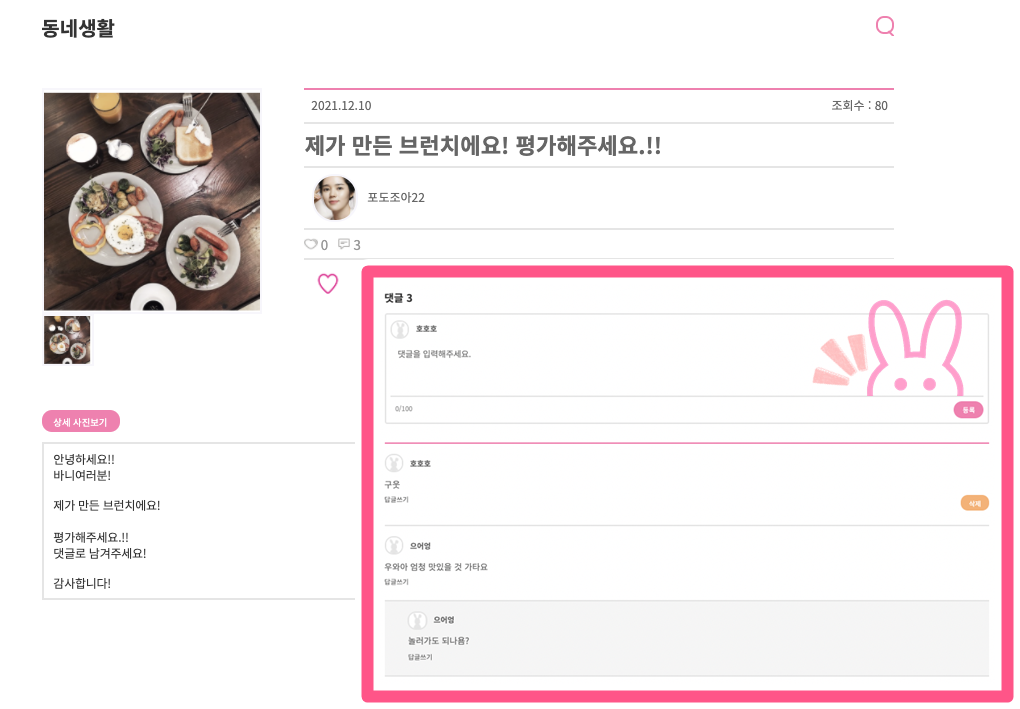 동네생활
2021.12.10
조회수 : 80
제가 만든 브런치에요! 평가해주세요.!!
포도조아22
0 3
상세 사진보기
안녕하세요!!
바니여러분!
제가 만든 브런치에요!
평가해주세요.!!
댓글로 남겨주세요!
감사합니다!
댓글 3
호호호
댓글을 입력해주세요.
0/100
등록
호호호
구웃
답글쓰기
삭제
으어엉
우와아 엄청 맛있을 것 가타요
답글쓰기
으어엉
놀러가도 되나욤?
답글쓰기